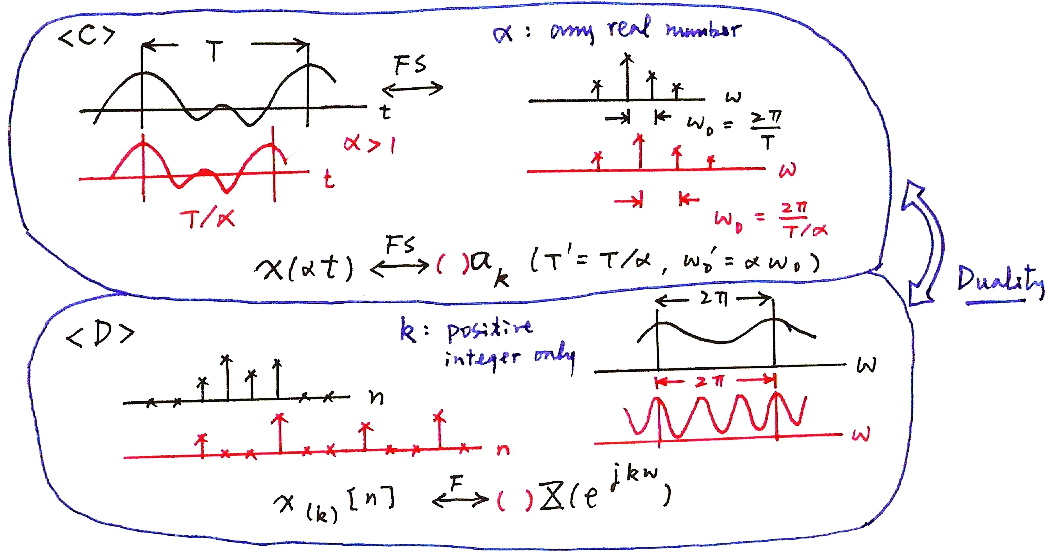 <C>
T
FS
t
α : any real number
ω
ω₀ = 2π/T
α > 1
t
T/α
ω
ω₀ = 2π/(T/α)
x(αt) FS ( )aₖ (T' = T/α, ω₀' = αω₀)
Duality
<D>
k : positive
integer only
2π
ω
n
2π
ω
n
x₍ₖ₎[n] F ( )X(e^{jkω})